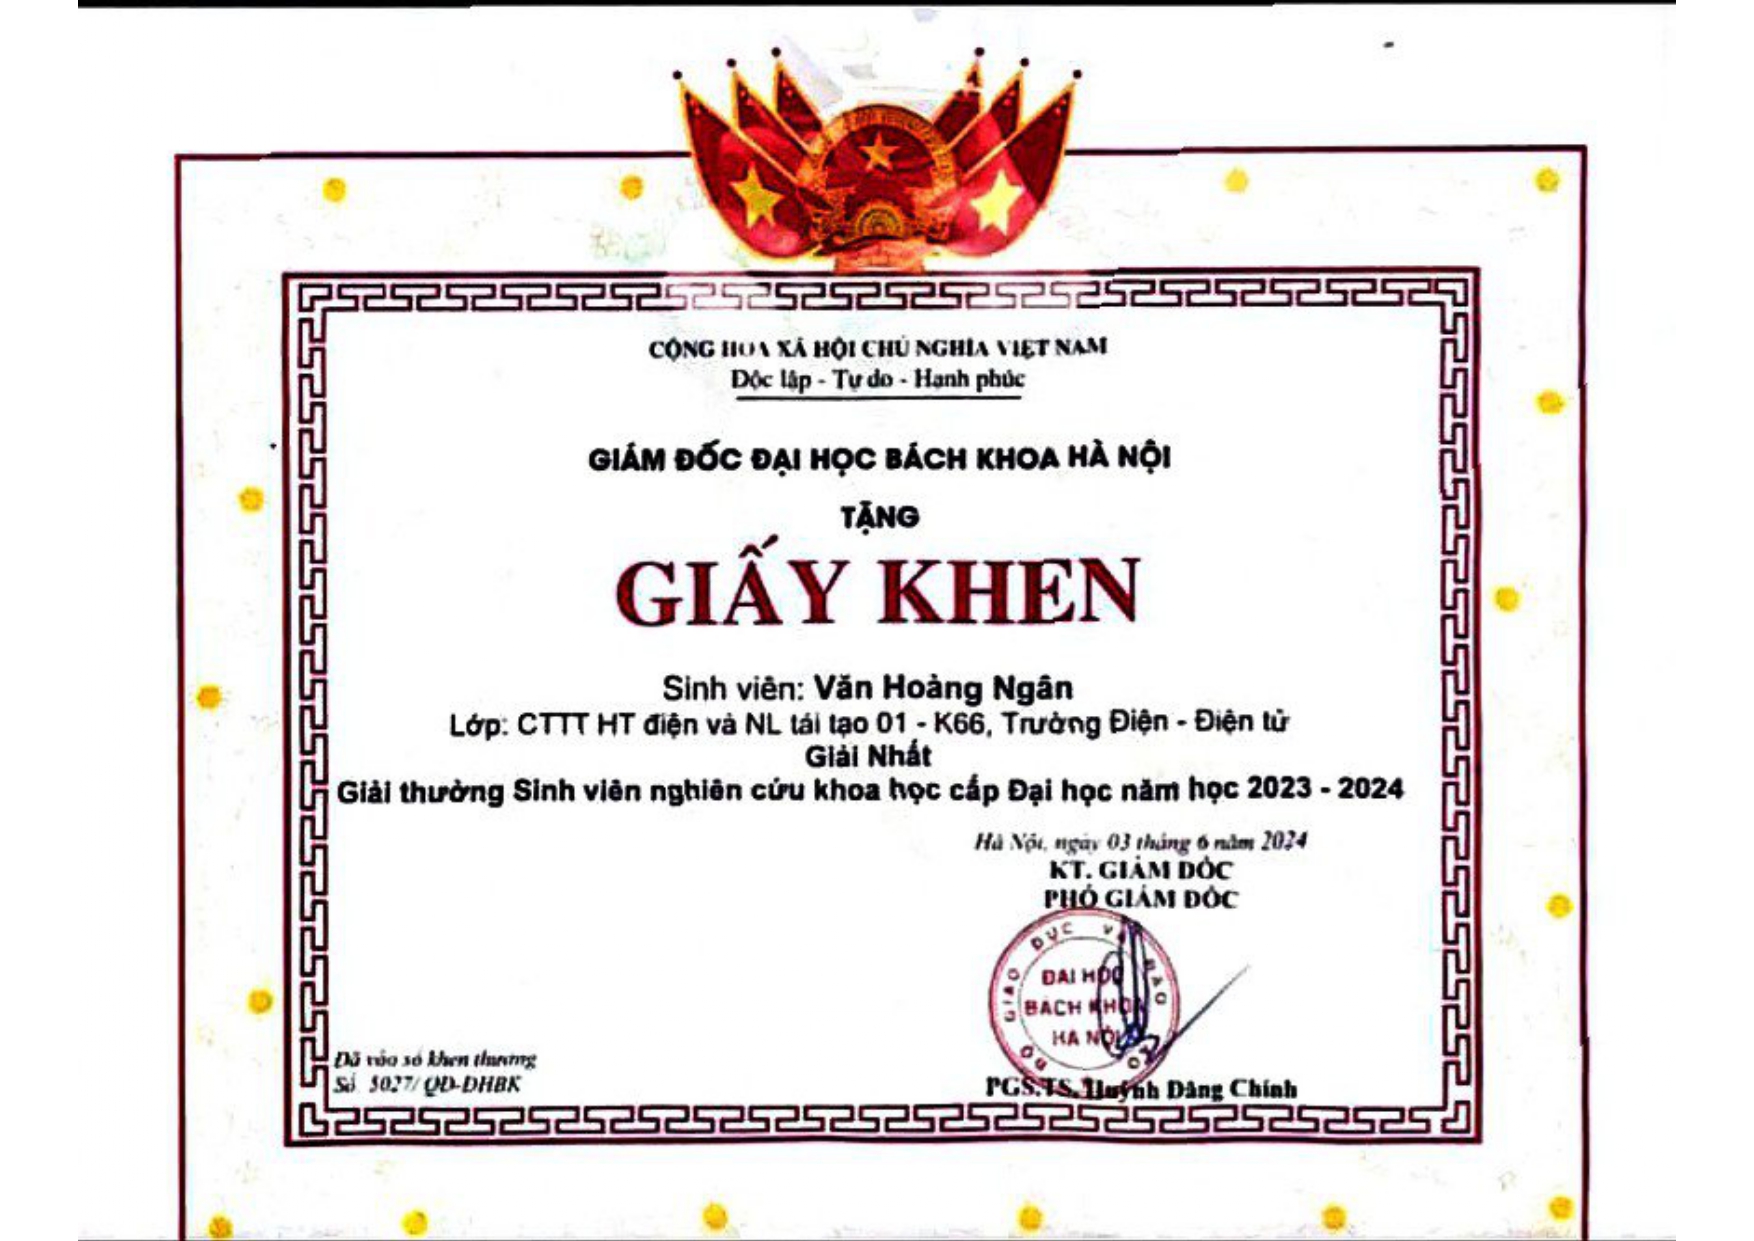 CỘNG HOÀ XÃ HỘI CHỦ NGHĨA VIỆT NAM
Độc lập - Tự do - Hạnh phúc
GIÁM ĐỐC ĐẠI HỌC BÁCH KHOA HÀ NỘI
TẶNG
GIẤY KHEN
Sinh viên: Văn Hoàng Ngân
Lớp: CTTT HT điện và NL tái tạo 01 - K66, Trường Điện - Điện tử
Giải Nhất
Giải thưởng Sinh viên nghiên cứu khoa học cấp Đại học năm học 2023 - 2024
Hà Nội, ngày 03 tháng 6 năm 2024
KT. GIÁM ĐỐC
PHÓ GIÁM ĐỐC
BỘ GIÁO DỤC VÀ ĐÀO TẠO
ĐẠI HỌC
BÁCH KHOA
HÀ NỘI
Đã vào sổ khen thưởng
Số 5027/ QĐ-ĐHBK
PGS.TS. Huỳnh Đăng Chính